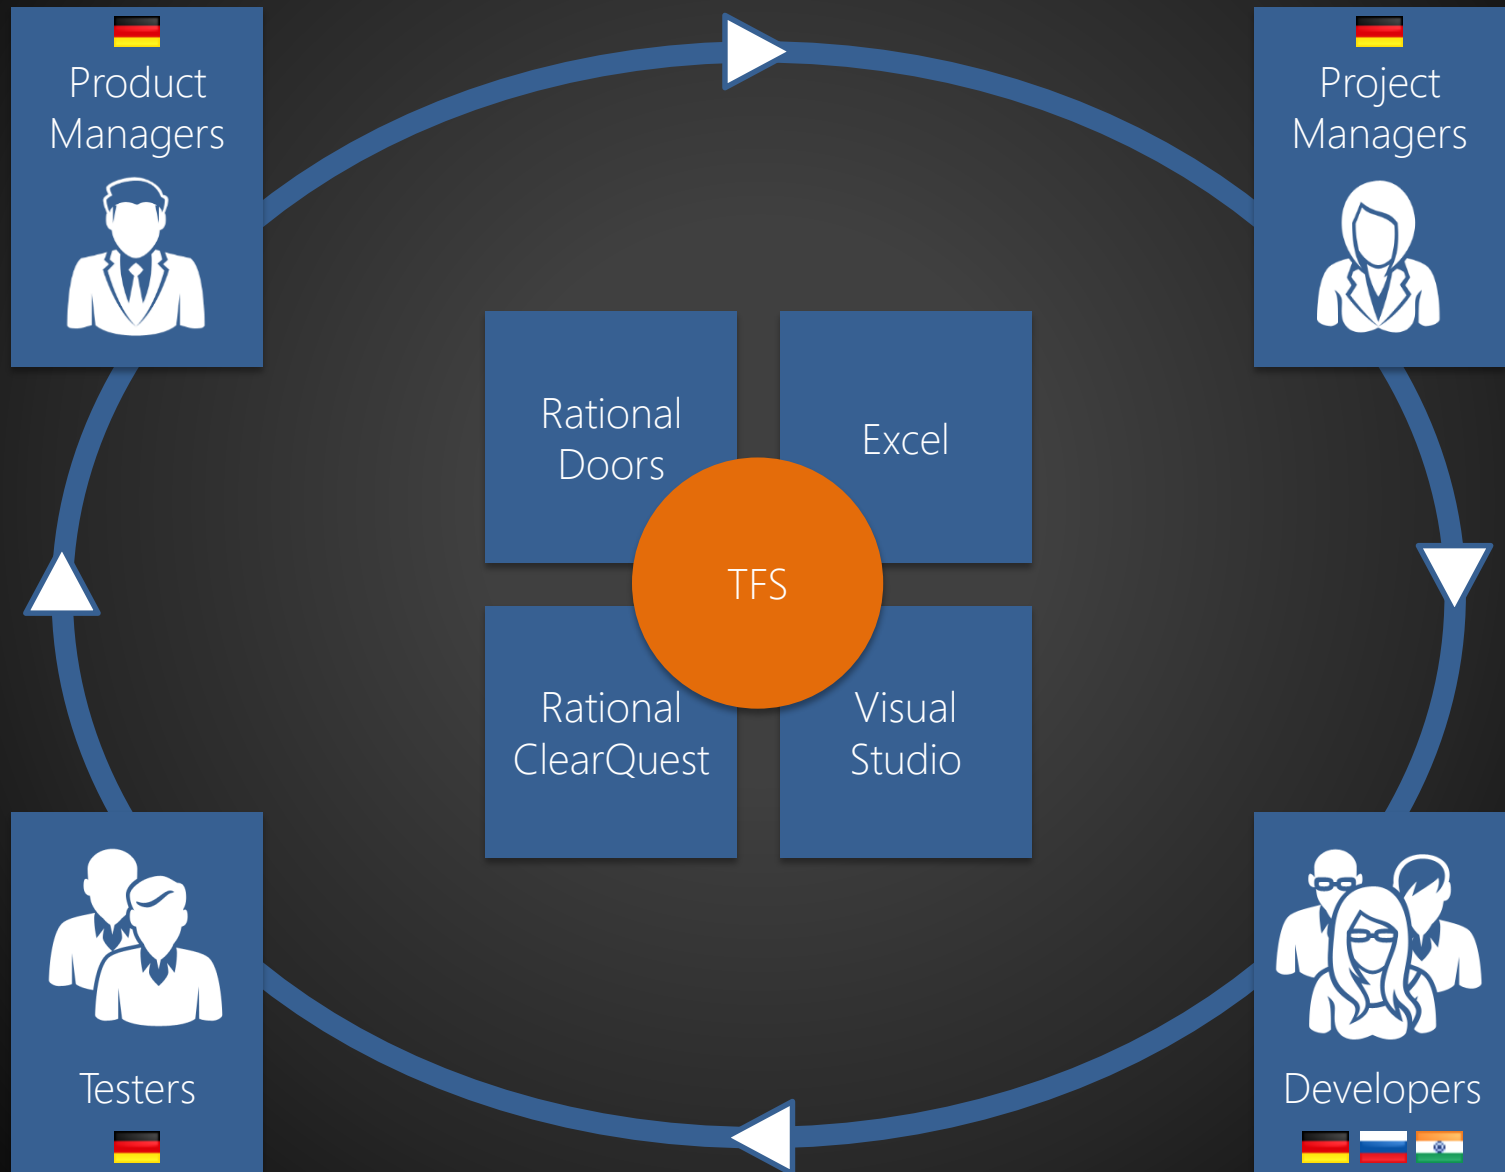 Product
Managers
Project
Managers
Rational
Doors
Excel
TFS
Rational
ClearQuest
Visual
Studio
Testers
Developers